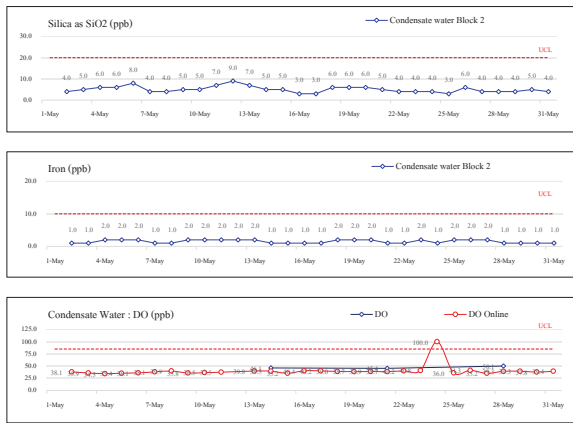 Silica as SiO2 (ppb)
Condensate water Block 2
30.0
UCL
20.0
10.0
0.0
4.0 5.0 6.0 6.0 8.0 4.0 4.0 5.0 5.0 7.0 9.0 7.0 5.0 5.0 3.0 3.0 6.0 6.0 6.0 5.0 4.0 4.0 4.0 3.0 6.0 4.0 4.0 4.0 5.0 4.0
1-May 4-May 7-May 10-May 13-May 16-May 19-May 22-May 25-May 28-May 31-May
Iron (ppb)
Condensate water Block 2
20.0
UCL
10.0
0.0
1.0 1.0 2.0 2.0 2.0 1.0 1.0 2.0 2.0 2.0 2.0 2.0 1.0 1.0 1.0 1.0 2.0 2.0 2.0 1.0 1.0 2.0 1.0 2.0 2.0 2.0 1.0 1.0 1.0 1.0
1-May 4-May 7-May 10-May 13-May 16-May 19-May 22-May 25-May 28-May 31-May
Condensate Water : DO (ppb)
DO
DO Online
UCL
125.0
100.0
75.0
50.0
25.0
0.0
38.1
39.0
100.0
36.0
1-May 4-May 7-May 10-May 13-May 16-May 19-May 22-May 25-May 28-May 31-May